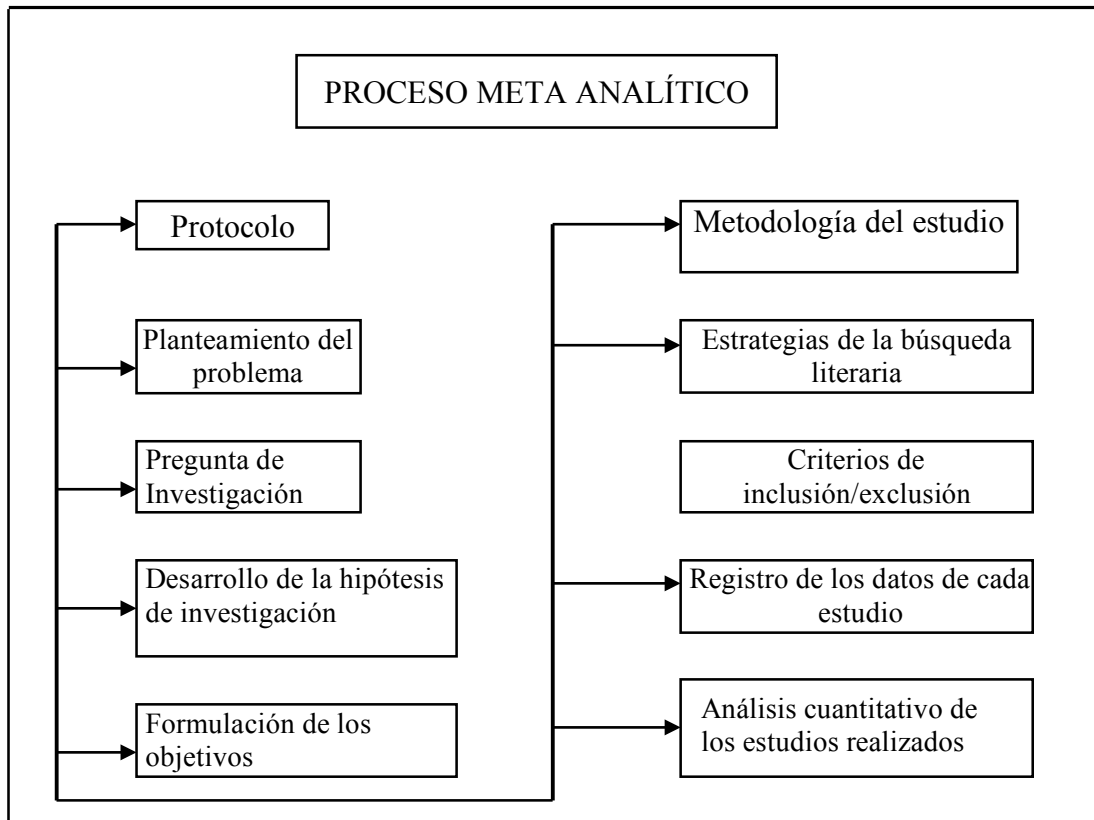 PROCESO META ANALÍTICO
Protocolo
Planteamiento del
problema
Pregunta de
Investigación
Desarrollo de la hipótesis
de investigación
Formulación de los
objetivos
Metodología del estudio
Estrategias de la búsqueda
literaria
Criterios de
inclusión/exclusión
Registro de los datos de cada
estudio
Análisis cuantitativo de
los estudios realizados